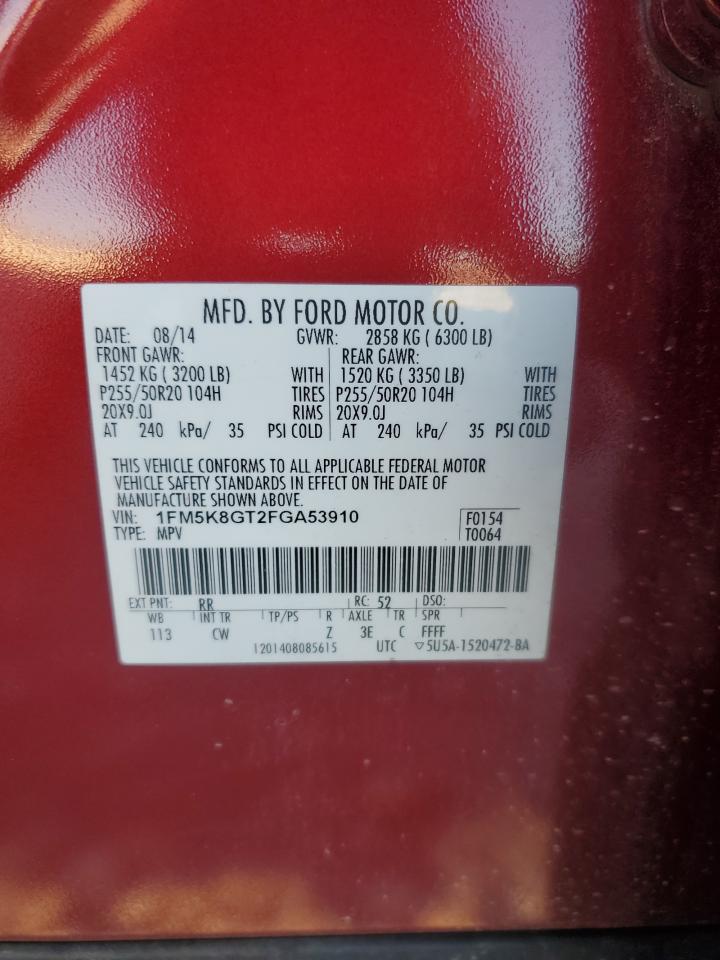 MFD. BY FORD MOTOR CO.
DATE: 08/14 GVWR: 2858 KG ( 6300 LB)
FRONT GAWR: REAR GAWR:
1452 KG ( 3200 LB) WITH 1520 KG ( 3350 LB) WITH
P255/50R20 104H TIRES P255/50R20 104H TIRES
20X9.0J RIMS 20X9.0J RIMS
AT 240 kPa/ 35 PSI COLD AT 240 kPa/ 35 PSI COLD
THIS VEHICLE CONFORMS TO ALL APPLICABLE FEDERAL MOTOR
VEHICLE SAFETY STANDARDS IN EFFECT ON THE DATE OF
MANUFACTURE SHOWN ABOVE.
VIN: 1FM5K8GT2FGA53910 F0154
TYPE: MPV T0064
EXT PNT: RR RC: 52 DSO:
WB INT TR TP/PS R AXLE TR SPR
113 CW Z 3E C FFFF
1201408085615 UTC ▽5U5A-1520472-BA